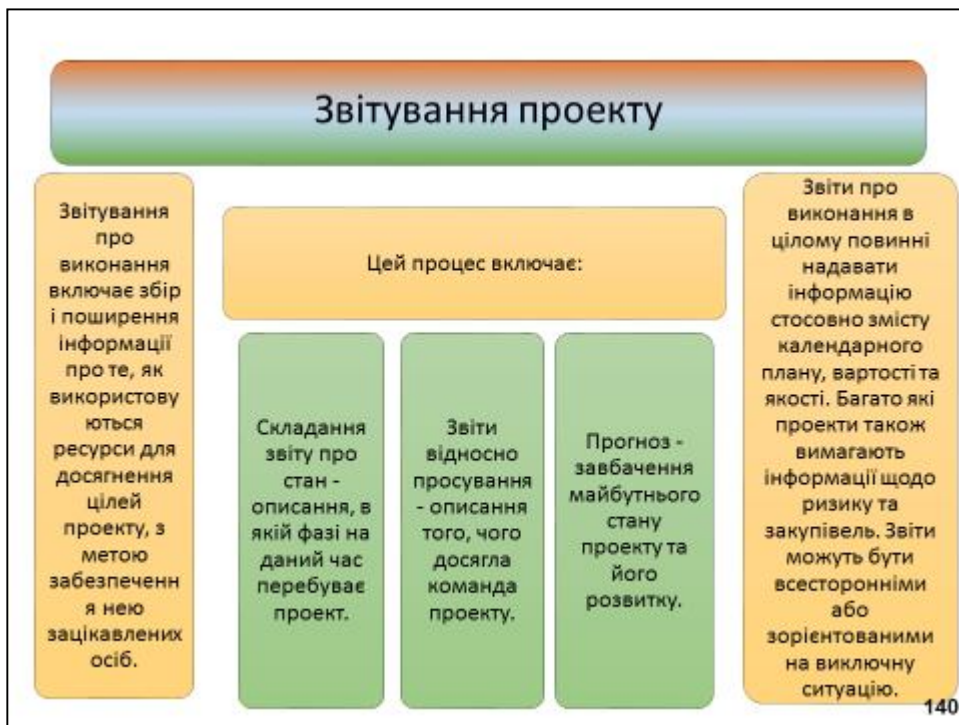 Звітування проекту
Звітування
про
виконання
включає збір
і поширення
інформації
про те, як
використову
ються
ресурси для
досягнення
цілей
проекту, з
метою
забезпеченн
я нею
зацікавлених
осіб.
Цей процес включає:
Складання
звіту про
стан -
описання, в
якій фазі на
даний час
перебуває
проект.
Звіти
відносно
просування
- описання
того, чого
досягла
команда
проекту.
Прогноз -
завбачення
майбутнього
стану
проекту та
його
розвитку.
Звіти про
виконання в
цілому повинні
надавати
інформацію
стосовно змісту
календарного
плану, вартості та
якості. Багато які
проекти також
вимагають
інформації щодо
ризику та
закупівель. Звіти
можуть бути
всесторонніми
або
зорієнтованими
на виключну
ситуацію.
140